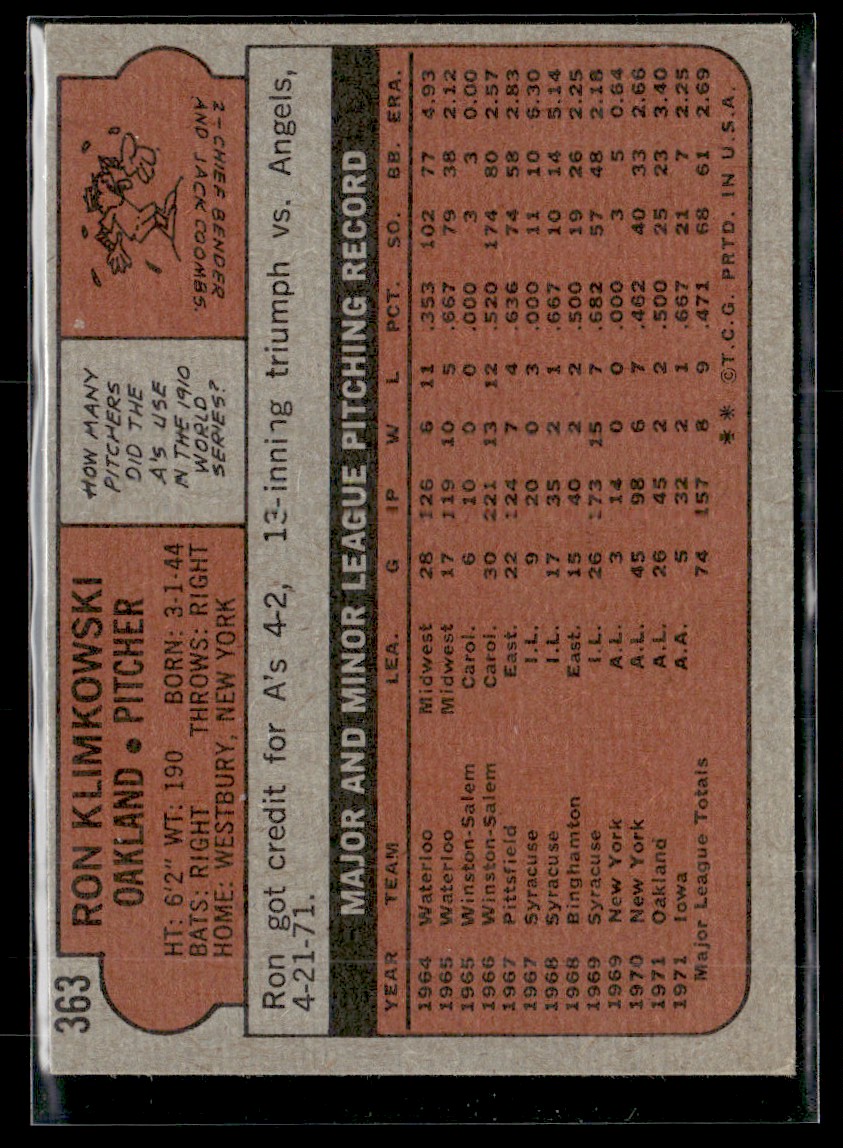 363
RON KLIMKOWSKI
OAKLAND • PITCHER
HT: 6'2" WT: 190 BORN: 3-1-44
BATS: RIGHT THROWS: RIGHT
HOME: WESTBURY, NEW YORK
HOW MANY
PITCHERS
DID THE
A's USE
IN THE 1910
WORLD
SERIES?
2-CHIEF BENDER
AND JACK COOMBS.
Ron got credit for A's 4-2, 13-inning triumph vs. Angels,
4-21-71.
MAJOR AND MINOR LEAGUE PITCHING RECORD
YEAR TEAM LEA. G IP W L PCT. SO. BB. ERA.
1964 Waterloo Midwest 28 126 6 11 .353 102 77 4.93
1965 Waterloo Midwest 17 119 10 5 .667 79 38 2.12
1965 Winston-Salem Carol. 6 10 0 0 .000 3 3 0.00
1966 Winston-Salem Carol. 30 221 13 12 .520 174 80 2.57
1967 Pittsfield East. 22 124 7 4 .636 74 58 2.83
1967 Syracuse I.L. 9 20 0 3 .000 11 10 6.30
1968 Syracuse I.L. 17 35 2 1 .667 10 14 5.14
1968 Binghamton East. 15 40 2 2 .500 19 26 2.25
1969 Syracuse I.L. 26 173 15 7 .682 57 48 2.18
1969 New York A.L. 3 14 0 0 .000 3 5 0.64
1970 New York A.L. 45 98 6 7 .462 40 33 2.66
1971 Oakland A.L. 26 45 2 2 .500 25 23 3.40
1971 Iowa A.A. 5 32 2 1 .667 21 7 2.25
Major League Totals 74 157 8 9 .471 68 61 2.69
** ©T.C.G. PRTD. IN U.S.A.